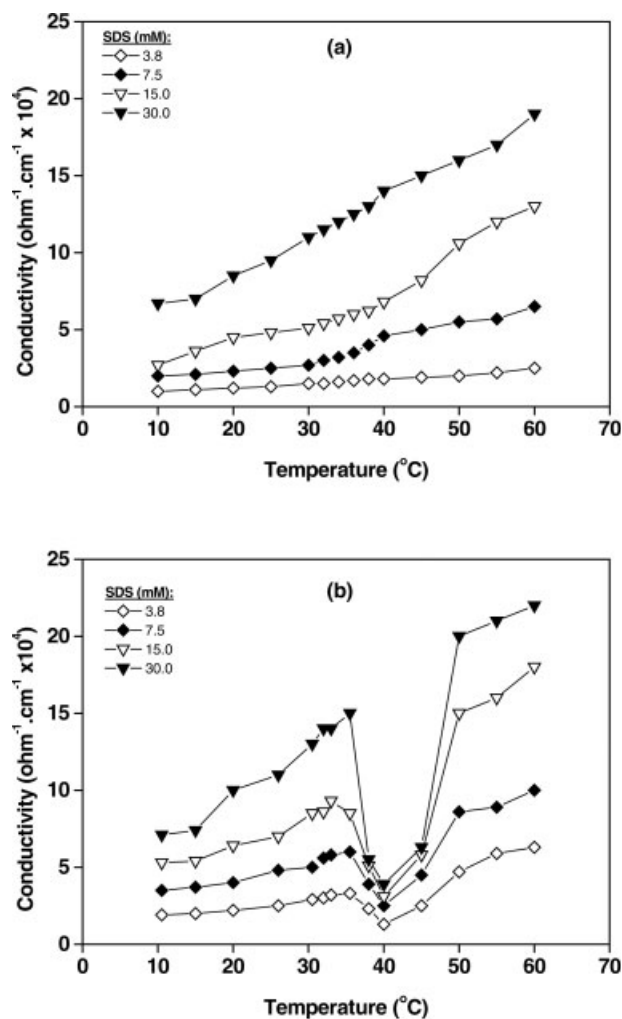 (a)
SDS (mM):
3.8
7.5
15.0
30.0
25
20
15
10
5
0
Conductivity (ohm⁻¹.cm⁻¹ x 10⁴)
0 10 20 30 40 50 60 70
Temperature (°C)
(b)
SDS (mM):
3.8
7.5
15.0
30.0
25
20
15
10
5
0
Conductivity (ohm⁻¹.cm⁻¹ x10⁴)
0 10 20 30 40 50 60 70
Temperature (°C)